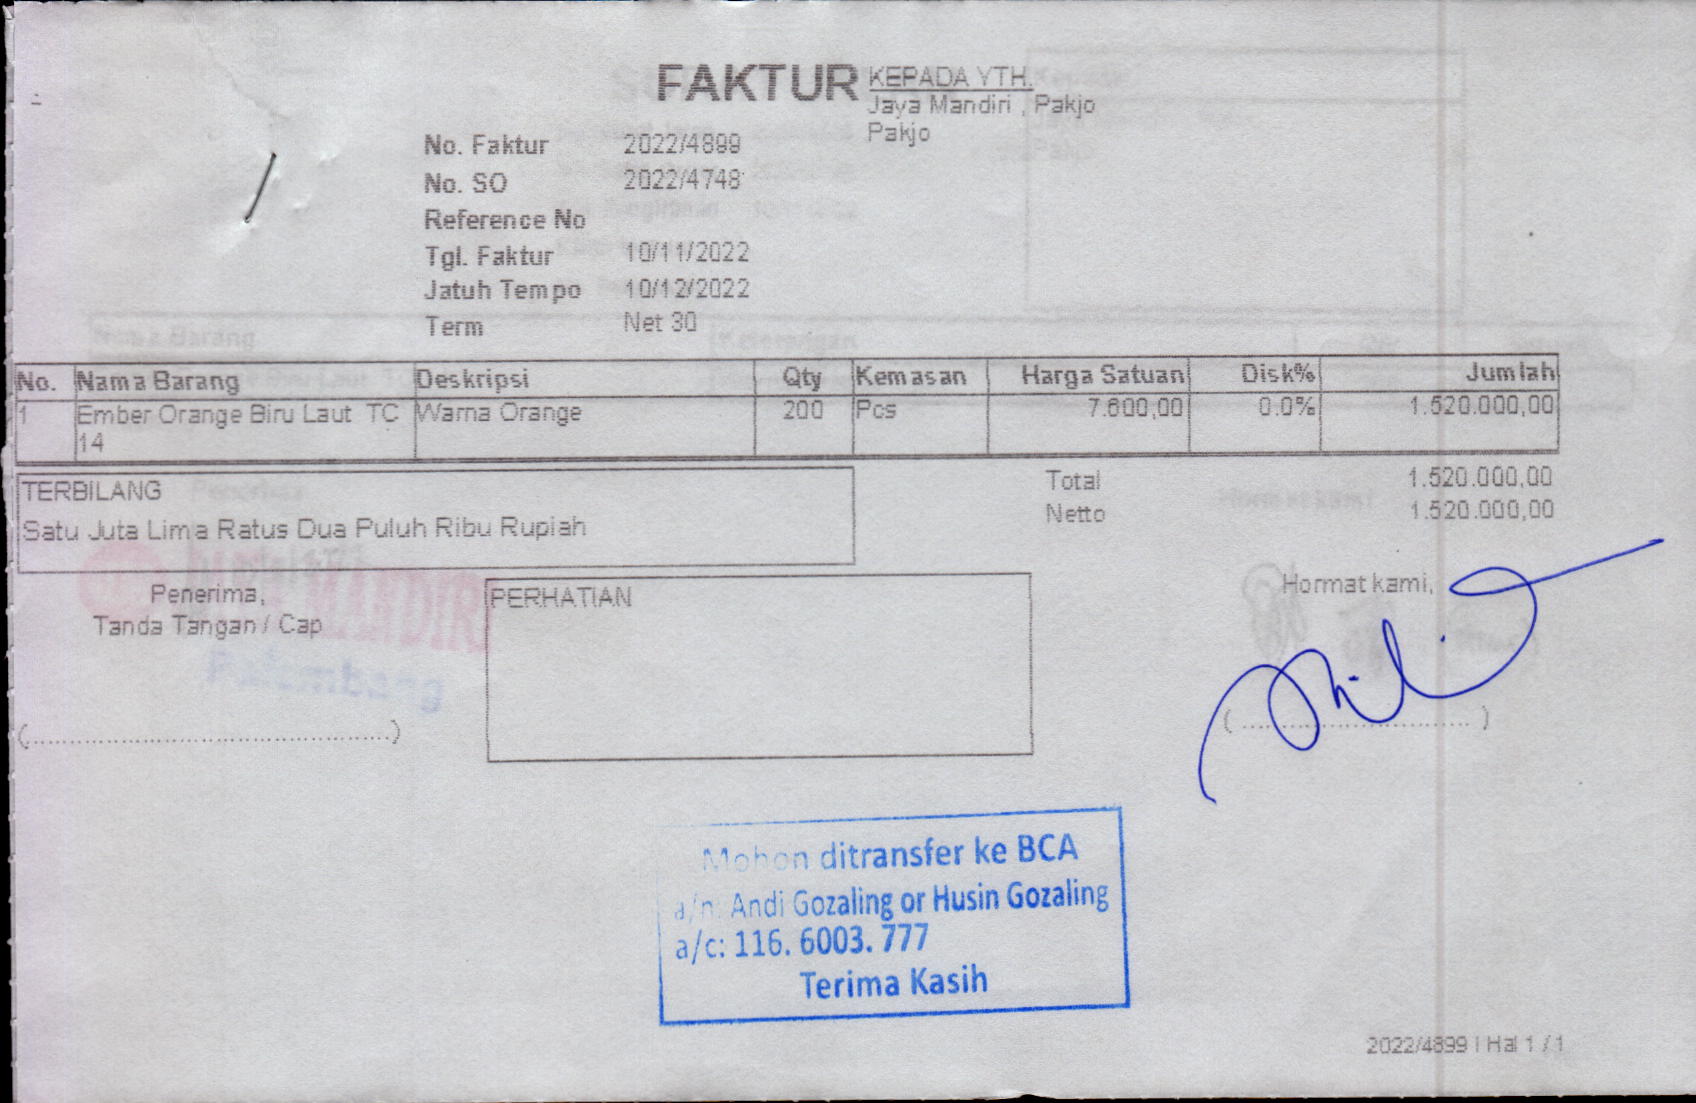 FAKTUR
KEPADA YTH.
Jaya Mandiri , Pakjo
Pakjo
No. Faktur 2022/4899
No. SO 2022/4748
Reference No
Tgl. Faktur 10/11/2022
Jatuh Tempo 10/12/2022
Term Net 30
No. Nama Barang Deskripsi Qty Kemasan Harga Satuan Disk% Jumlah
1 Ember Orange Biru Laut TC Warna Orange 200 Pcs 7.600,00 0.0% 1.520.000,00
14
TERBILANG
Satu Juta Lima Ratus Dua Puluh Ribu Rupiah
Total 1.520.000,00
Netto 1.520.000,00
Penerima,
Tanda Tangan / Cap
PERHATIAN
Hormat kami,
Palembang
Mohon ditransfer ke BCA
a/n. Andi Gozaling or Husin Gozaling
a/c: 116. 6003. 777
Terima Kasih
2022/4899 | Hal 1 / 1